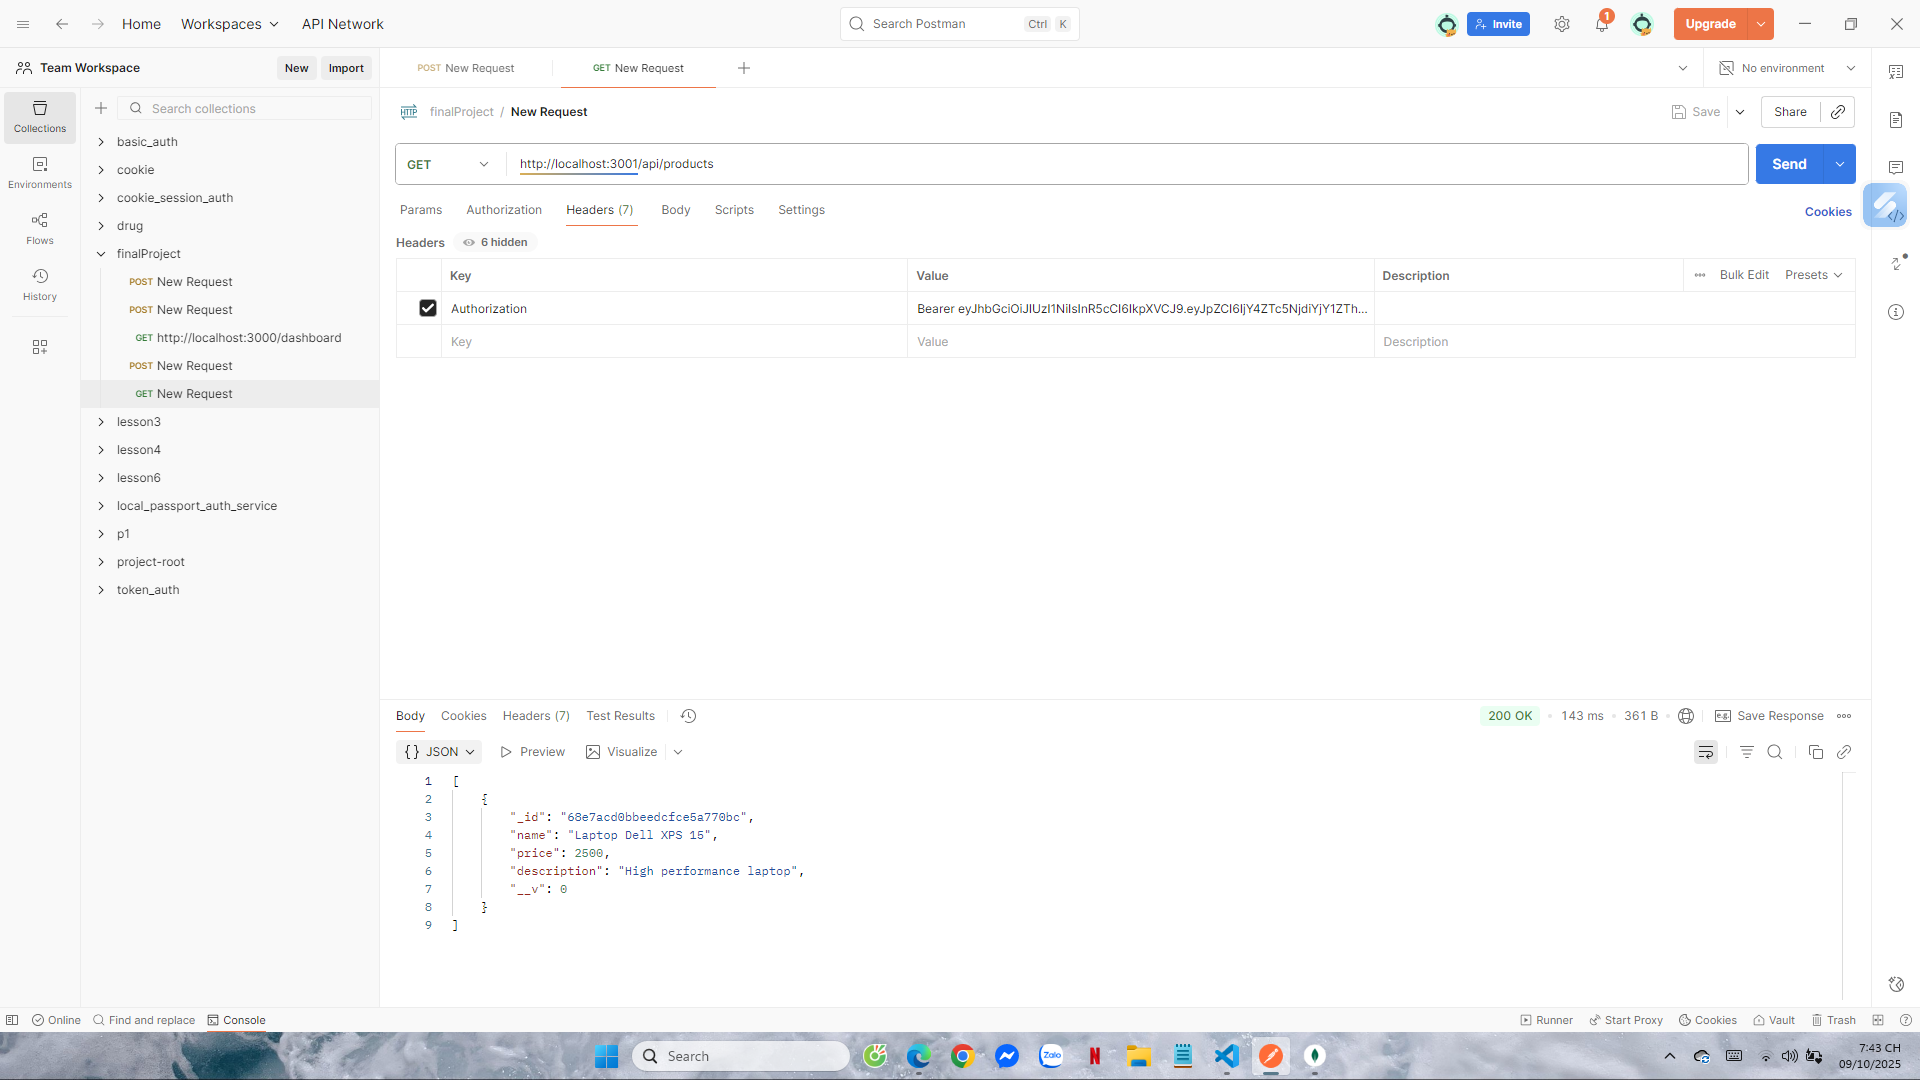 Home Workspaces API Network Search Postman Ctrl K Invite 1 Upgrade
Team Workspace New Import POST New Request GET New Request No environment
Search collections
Collections
Environments
Flows
History
basic_auth
cookie
cookie_session_auth
drug
finalProject
POST New Request
POST New Request
GET http://localhost:3000/dashboard
POST New Request
GET New Request
lesson3
lesson4
lesson6
local_passport_auth_service
p1
project-root
token_auth
HTTP finalProject / New Request Save Share
GET http://localhost:3001/api/products Send
Params Authorization Headers (7) Body Scripts Settings Cookies
Headers 6 hidden
Key Value Description Bulk Edit Presets
Authorization Bearer eyJhbGciOiJIUzI1NiIsInR5cCI6IkpXVCJ9.eyJpZCI6IjY4ZTc5NjdiYjY1ZTh...
Key Value Description
Body Cookies Headers (7) Test Results 200 OK 143 ms 361 B e.g. Save Response
{} JSON Preview Visualize
1 [
2 {
3 "_id": "68e7acd0bbeedcfce5a770bc",
4 "name": "Laptop Dell XPS 15",
5 "price": 2500,
6 "description": "High performance laptop",
7 "__v": 0
8 }
9 ]
Online Find and replace Console Runner Start Proxy Cookies Vault Trash
Search Zalo N 7:43 CH
09/10/2025